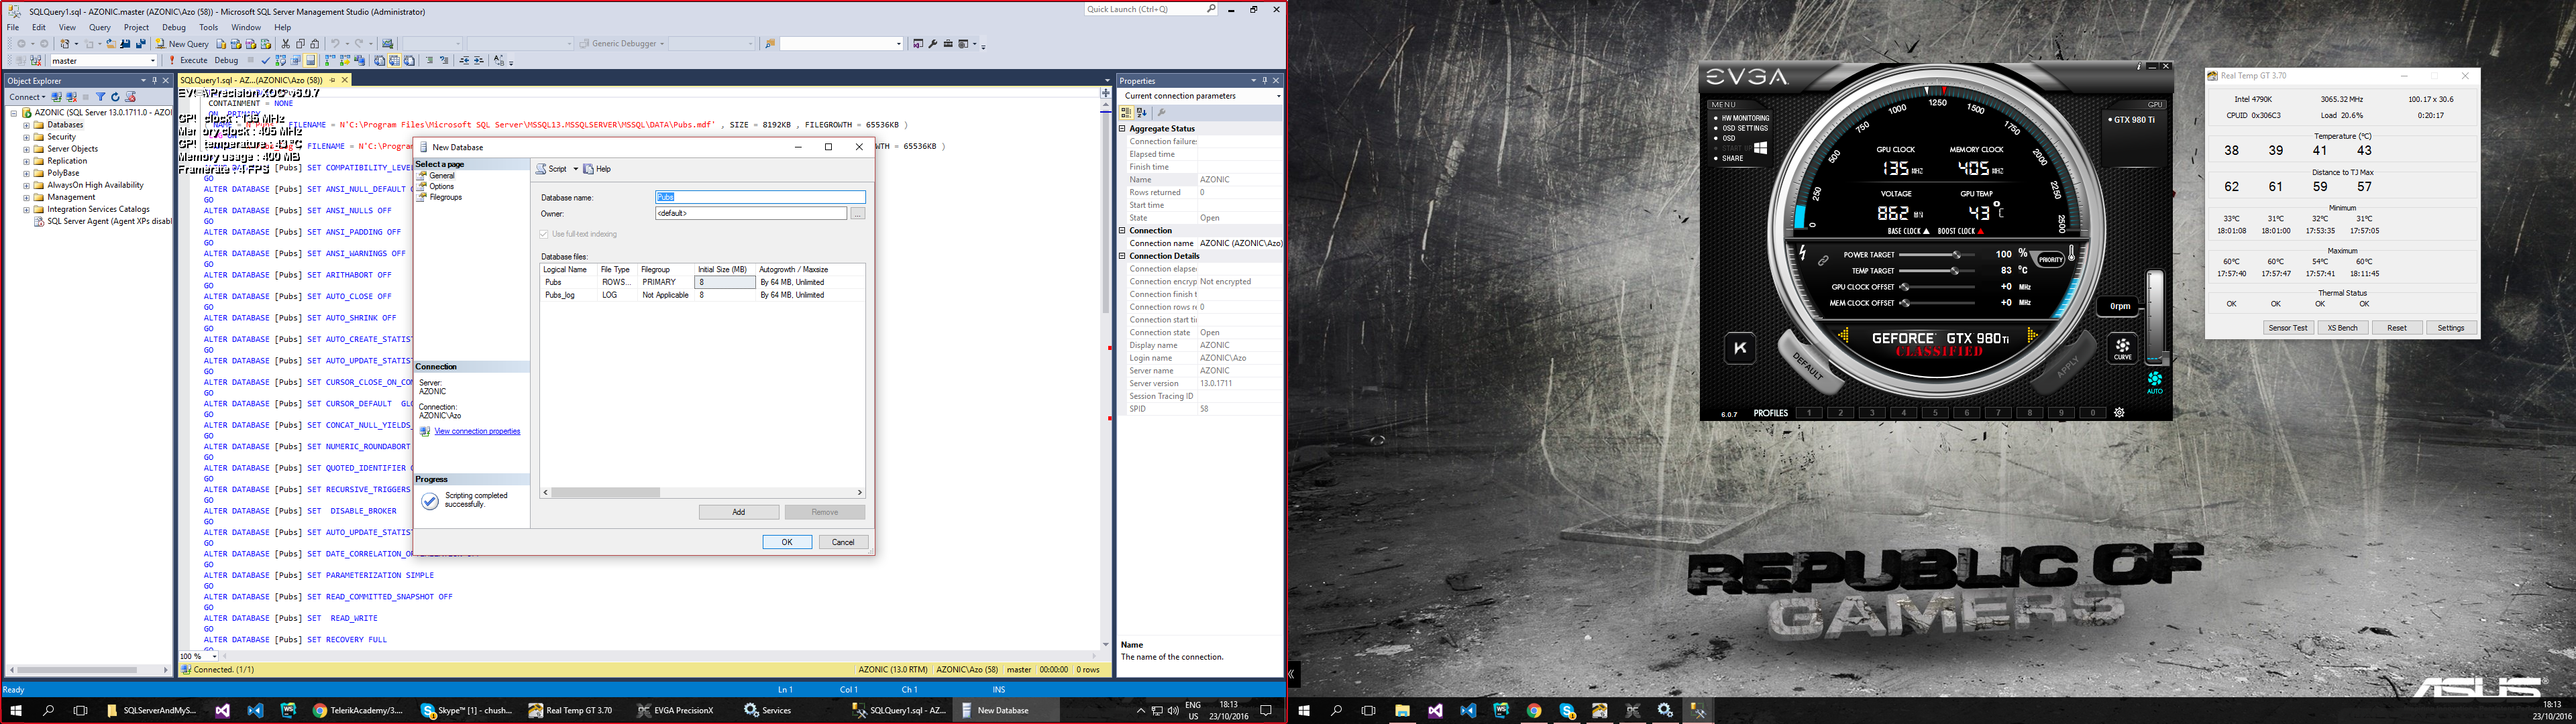 SQLQuery1.sql - AZONIC.master (AZONIC\Azo (58)) - Microsoft SQL Server Management Studio (Administrator)
Quick Launch (Ctrl+Q)
File Edit View Query Project Debug Tools Window Help
New Query
Generic Debugger
master
Execute Debug
Object Explorer
Connect
AZONIC (SQL Server 13.0.1711.0 - AZO
Databases
Security
Server Objects
Replication
PolyBase
AlwaysOn High Availability
Management
Integration Services Catalogs
SQL Server Agent (Agent XPs disabl
SQLQuery1.sql - AZ...(AZONIC\Azo (58))
EVGA Precision XOC v6.0.7
CONTAINMENT = NONE
ON PRIMARY
GPU clock : 135 MHz
FILENAME = N'C:\Program Files\Microsoft SQL Server\MSSQL13.MSSQLSERVER\MSSQL\DATA\Pubs.mdf' , SIZE = 8192KB , FILEGROWTH = 65536KB )
Memory clock : 405 MHz
GPU temperature : 43 °C
FILENAME = N'C:\Progra
OWTH = 65536KB )
Memory usage : 400 MB
Framerate : 4 FPS
SET COMPATIBILITY_LEVE
GO
ALTER DATABASE [Pubs] SET ANSI_NULL_DEFAULT
GO
ALTER DATABASE [Pubs] SET ANSI_NULLS OFF
GO
ALTER DATABASE [Pubs] SET ANSI_PADDING OFF
GO
ALTER DATABASE [Pubs] SET ANSI_WARNINGS OFF
GO
ALTER DATABASE [Pubs] SET ARITHABORT OFF
GO
ALTER DATABASE [Pubs] SET AUTO_CLOSE OFF
GO
ALTER DATABASE [Pubs] SET AUTO_SHRINK OFF
GO
ALTER DATABASE [Pubs] SET AUTO_CREATE_STATIST
GO
ALTER DATABASE [Pubs] SET AUTO_UPDATE_STATIST
GO
ALTER DATABASE [Pubs] SET CURSOR_CLOSE_ON_COM
GO
ALTER DATABASE [Pubs] SET CURSOR_DEFAULT GLO
GO
ALTER DATABASE [Pubs] SET CONCAT_NULL_YIELDS_
GO
ALTER DATABASE [Pubs] SET NUMERIC_ROUNDABORT
GO
ALTER DATABASE [Pubs] SET QUOTED_IDENTIFIER
GO
ALTER DATABASE [Pubs] SET RECURSIVE_TRIGGERS
GO
ALTER DATABASE [Pubs] SET DISABLE_BROKER
GO
ALTER DATABASE [Pubs] SET AUTO_UPDATE_STATIST
GO
ALTER DATABASE [Pubs] SET DATE_CORRELATION_OPTIMIZATION OFF
GO
ALTER DATABASE [Pubs] SET PARAMETERIZATION SIMPLE
GO
ALTER DATABASE [Pubs] SET READ_COMMITTED_SNAPSHOT OFF
GO
ALTER DATABASE [Pubs] SET READ_WRITE
GO
ALTER DATABASE [Pubs] SET RECOVERY FULL
GO
100 %
Connected. (1/1)
AZONIC (13.0 RTM) AZONIC\Azo (58) master 00:00:00 0 rows
New Database
Select a page
General
Options
Filegroups
Script Help
Database name: Pubs
Owner: <default> ...
Use full-text indexing
Database files:
Logical Name File Type Filegroup Initial Size (MB) Autogrowth / Maxsize
Pubs ROWS... PRIMARY 8 By 64 MB, Unlimited
Pubs_log LOG Not Applicable 8 By 64 MB, Unlimited
Connection
Server:
AZONIC
Connection:
AZONIC\Azo
View connection properties
Progress
Scripting completed
successfully.
Add Remove
OK Cancel
Properties
Current connection parameters
Aggregate Status
Connection failures
Elapsed time
Finish time
Name AZONIC
Rows returned 0
Start time
State Open
Connection
Connection name AZONIC (AZONIC\Azo)
Connection Details
Connection elapsed
Connection encryp Not encrypted
Connection finish t
Connection rows re 0
Connection start tir
Connection state Open
Display name AZONIC
Login name AZONIC\Azo
Server name AZONIC
Server version 13.0.1711
Session Tracing ID
SPID 58
Name
The name of the connection.
Ready Ln 1 Col 1 Ch 1 INS
SQLServerAndMyS...
TelerikAcademy/3....
Skype™ [1] - chush...
Real Temp GT 3.70
EVGA PrecisionX
Services
SQLQuery1.sql - AZ...
New Database
ENG
US
18:13
23/10/2016
EVGA
MENU
HW MONITORING
OSD SETTINGS
OSD
SHARE
GPU
GTX 980 Ti
0 250 500 750 1000 1250 1500 1750 2000 2250 2500
GPU CLOCK MEMORY CLOCK
135 MHZ 405 MHZ
VOLTAGE GPU TEMP
862 43 °C
BASE CLOCK BOOST CLOCK
POWER TARGET 100 %
PRIORITY
TEMP TARGET 83 °C
GPU CLOCK OFFSET +0 MHz
MEM CLOCK OFFSET +0 MHz
0rpm
GEFORCE GTX 980Ti
CLASSIFIED
K
DEFAULT
APPLY
CURVE
AUTO
6.0.7 PROFILES 1 2 3 4 5 6 7 8 9 0
Real Temp GT 3.70
Intel 4790K 3065.32 MHz 100.17 x 30.6
CPUID 0x306C3 Load 20.6% 0:20:17
Temperature (°C)
38 39 41 43
Distance to TJ Max
62 61 59 57
Minimum
33°C 31°C 32°C 31°C
18:01:08 18:01:00 17:53:35 17:57:05
Maximum
60°C 60°C 54°C 60°C
17:57:40 17:57:47 17:57:41 18:11:45
Thermal Status
OK OK OK OK
Sensor Test XS Bench Reset Settings
REPUBLIC OF
GAMERS
ASUS®
18:13
23/10/2016